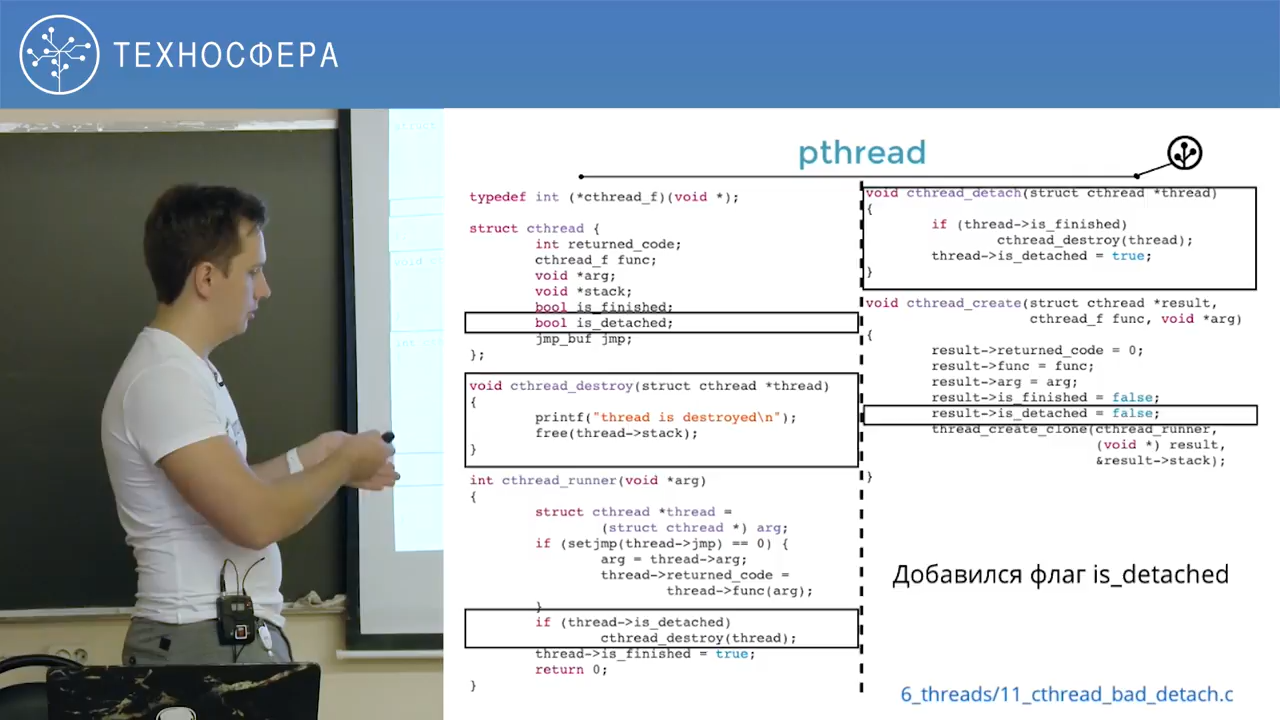 ТЕХНОСФЕРА
pthread
typedef int (*cthread_f)(void *);
struct cthread {
int returned_code;
cthread_f func;
void *arg;
void *stack;
bool is_finished;
bool is_detached;
jmp_buf jmp;
};
void cthread_destroy(struct cthread *thread)
{
printf("thread is destroyed\n");
free(thread->stack);
}
int cthread_runner(void *arg)
{
struct cthread *thread =
(struct cthread *) arg;
if (setjmp(thread->jmp) == 0) {
arg = thread->arg;
thread->returned_code =
thread->func(arg);
}
if (thread->is_detached)
cthread_destroy(thread);
thread->is_finished = true;
return 0;
}
void cthread_detach(struct cthread *thread)
{
if (thread->is_finished)
cthread_destroy(thread);
thread->is_detached = true;
}
void cthread_create(struct cthread *result,
cthread_f func, void *arg)
{
result->returned_code = 0;
result->func = func;
result->arg = arg;
result->is_finished = false;
result->is_detached = false;
thread_create_clone(cthread_runner,
(void *) result,
&result->stack);
}
Добавился флаг is_detached
6_threads/11_cthread_bad_detach.c